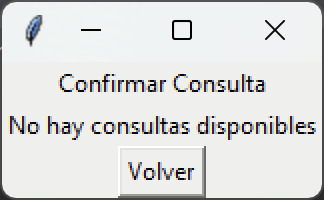 Confirmar Consulta
No hay consultas disponibles
Volver